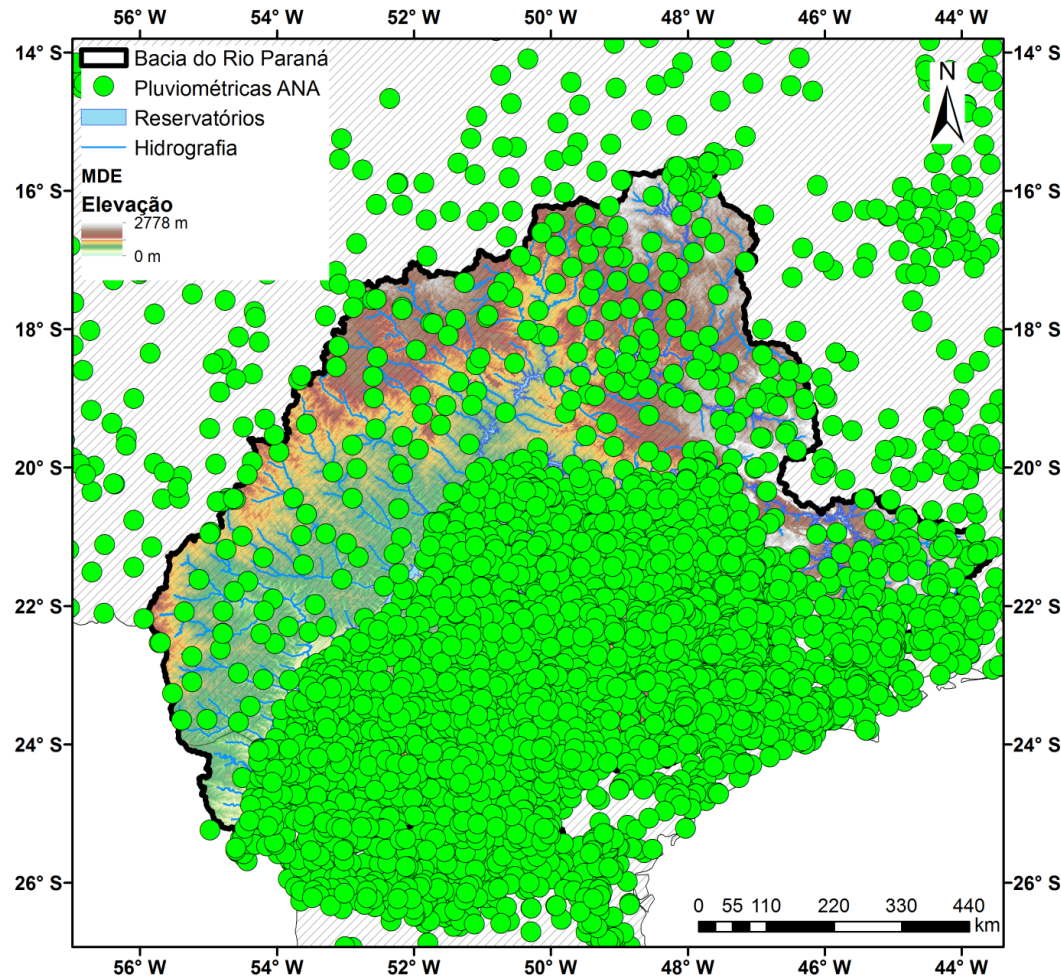 56° W 54° W 52° W 50° W 48° W 46° W 44° W
14° S 14° S
Bacia do Rio Paraná
Pluviométricas ANA
Reservatórios
Hidrografia
MDE
Elevação
2778 m
0 m
N
16° S 16° S
18° S 18° S
20° S 20° S
22° S 22° S
24° S 24° S
26° S 26° S
0 55 110 220 330 440
km
56° W 54° W 52° W 50° W 48° W 46° W 44° W